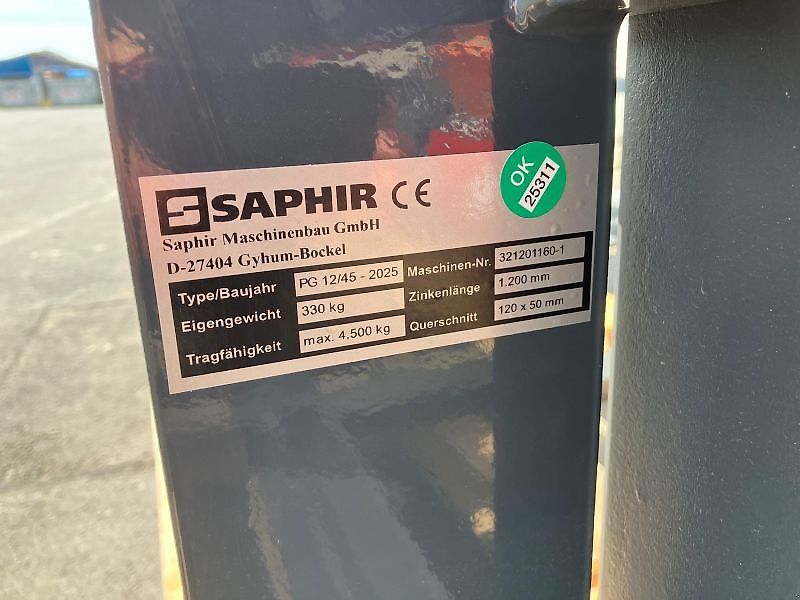 SAPHIR CE
OK
25311
Saphir Maschinenbau GmbH
D-27404 Gyhum-Bockel
Type/Baujahr PG 12/45 - 2025 Maschinen-Nr. 321201160-1
Eigengewicht 330 kg Zinkenlänge 1.200 mm
Tragfähigkeit max. 4.500 kg Querschnitt 120 x 50 mm